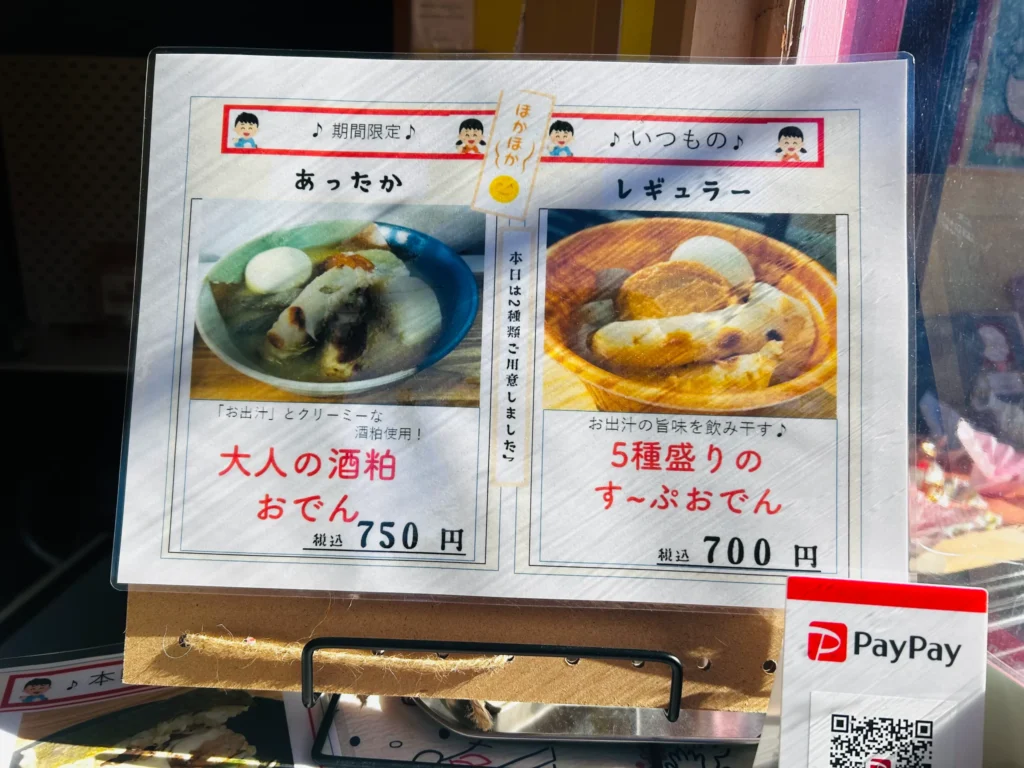 ♪期間限定♪
あったか
「お出汁」とクリーミーな
酒粕使用!
大人の酒粕
おでん
税込 750 円
ほかほか
本日は2種類ご用意しました♪
♪いつもの♪
レギュラー
お出汁の旨味を飲み干す♪
5種盛りの
す~ぷおでん
税込 700 円
PayPay
♪本